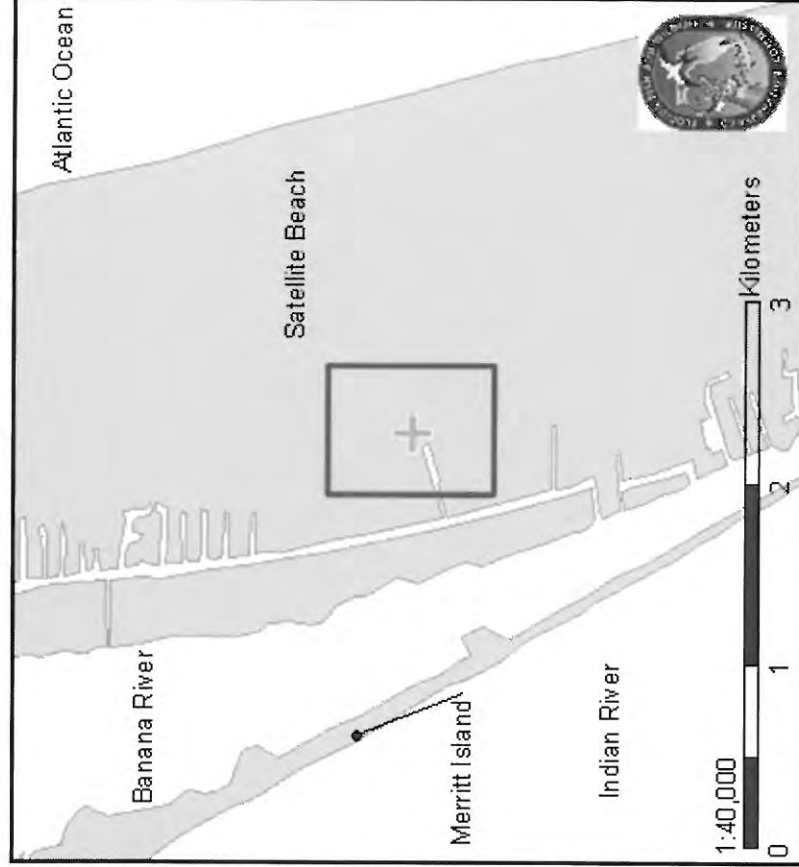 Atlantic Ocean
Satellite Beach
Banana River
Merritt Island
Indian River
1:40,000
0 1 2 3 Kilometers